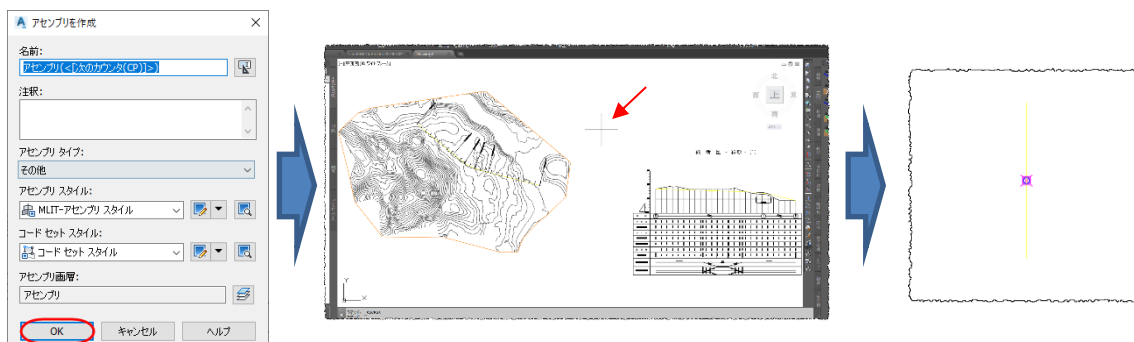 アセンブリを作成
名前:
アセンブリ(<[次のカウンタ(CP)]>)
注釈:
アセンブリ タイプ:
その他
アセンブリ スタイル:
MLIT-アセンブリ スタイル
コード セット スタイル:
コード セット スタイル
アセンブリ画層:
アセンブリ
OK
キャンセル
ヘルプ
北
西
上
東
南
Y
X